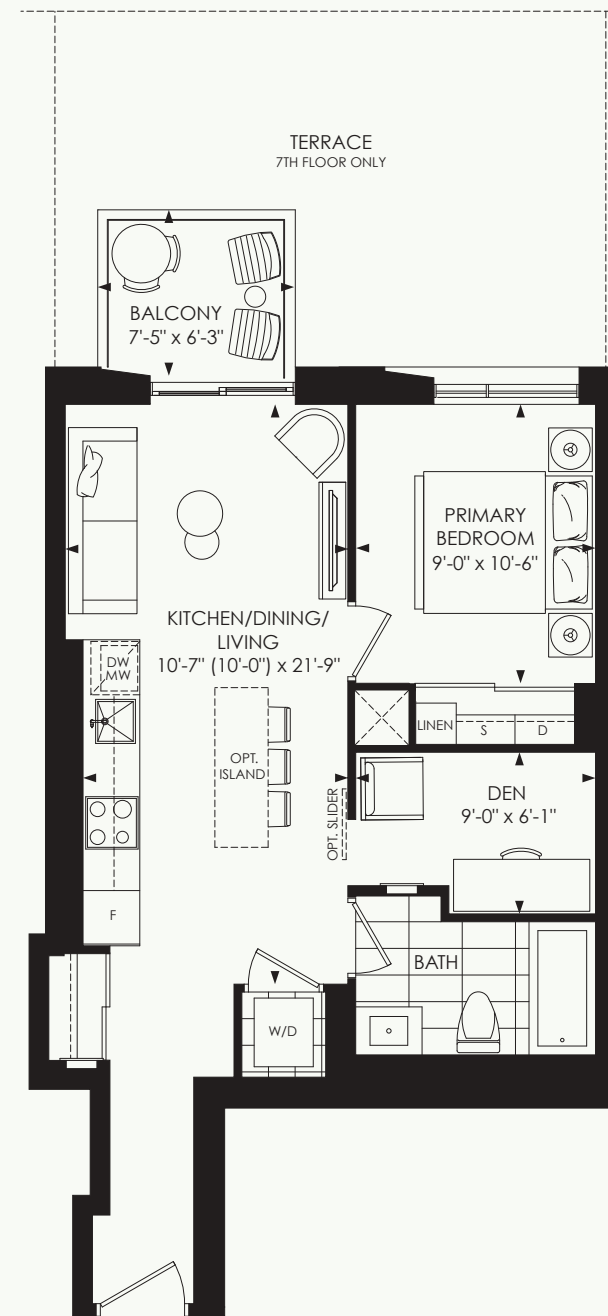 TERRACE
7TH FLOOR ONLY
BALCONY
7'-5" x 6'-3"
PRIMARY
BEDROOM
9'-0" x 10'-6"
KITCHEN/DINING/
LIVING
10'-7" (10'-0") x 21'-9"
DW
MW
LINEN
S
D
OPT.
ISLAND
OPT. SLIDER
DEN
9'-0" x 6'-1"
F
BATH
W/D